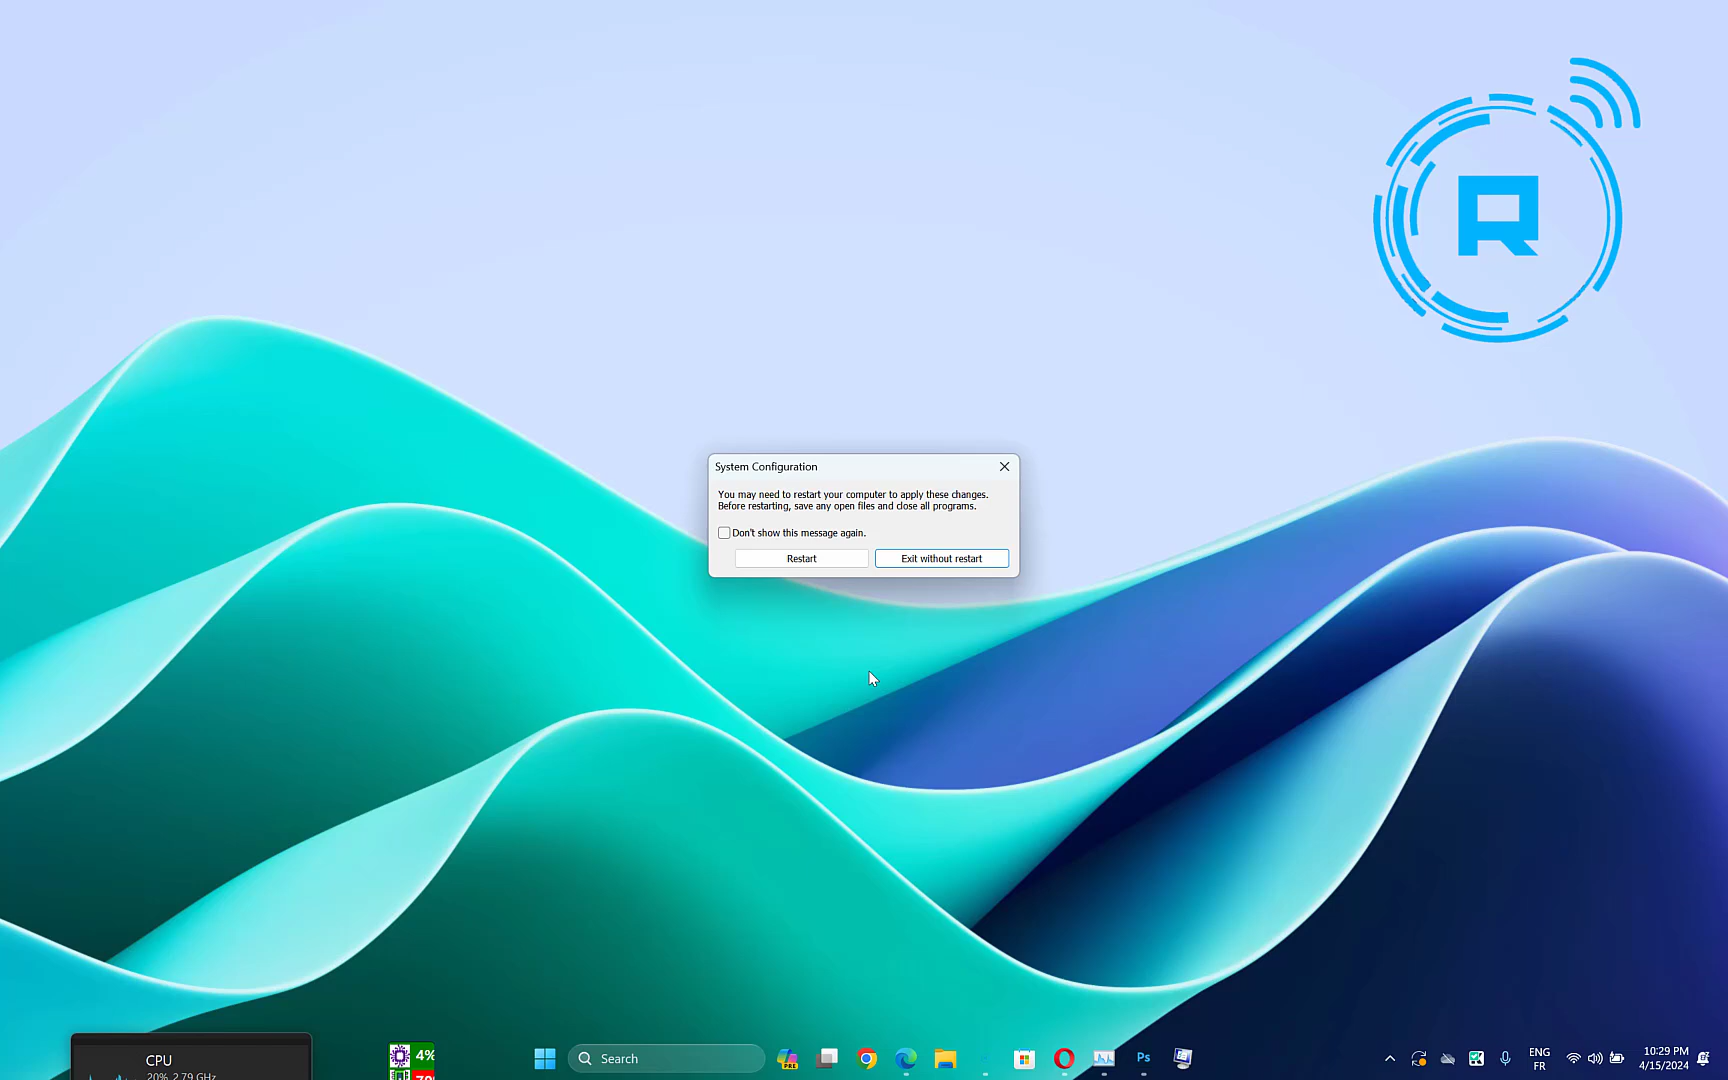 R
System Configuration
You may need to restart your computer to apply these changes.
Before restarting, save any open files and close all programs.
Don't show this message again.
Restart
Exit without restart
CPU
20% 2.79 GHz
4%
Search
PRE
Ps
ENG
FR
10:29 PM
4/15/2024